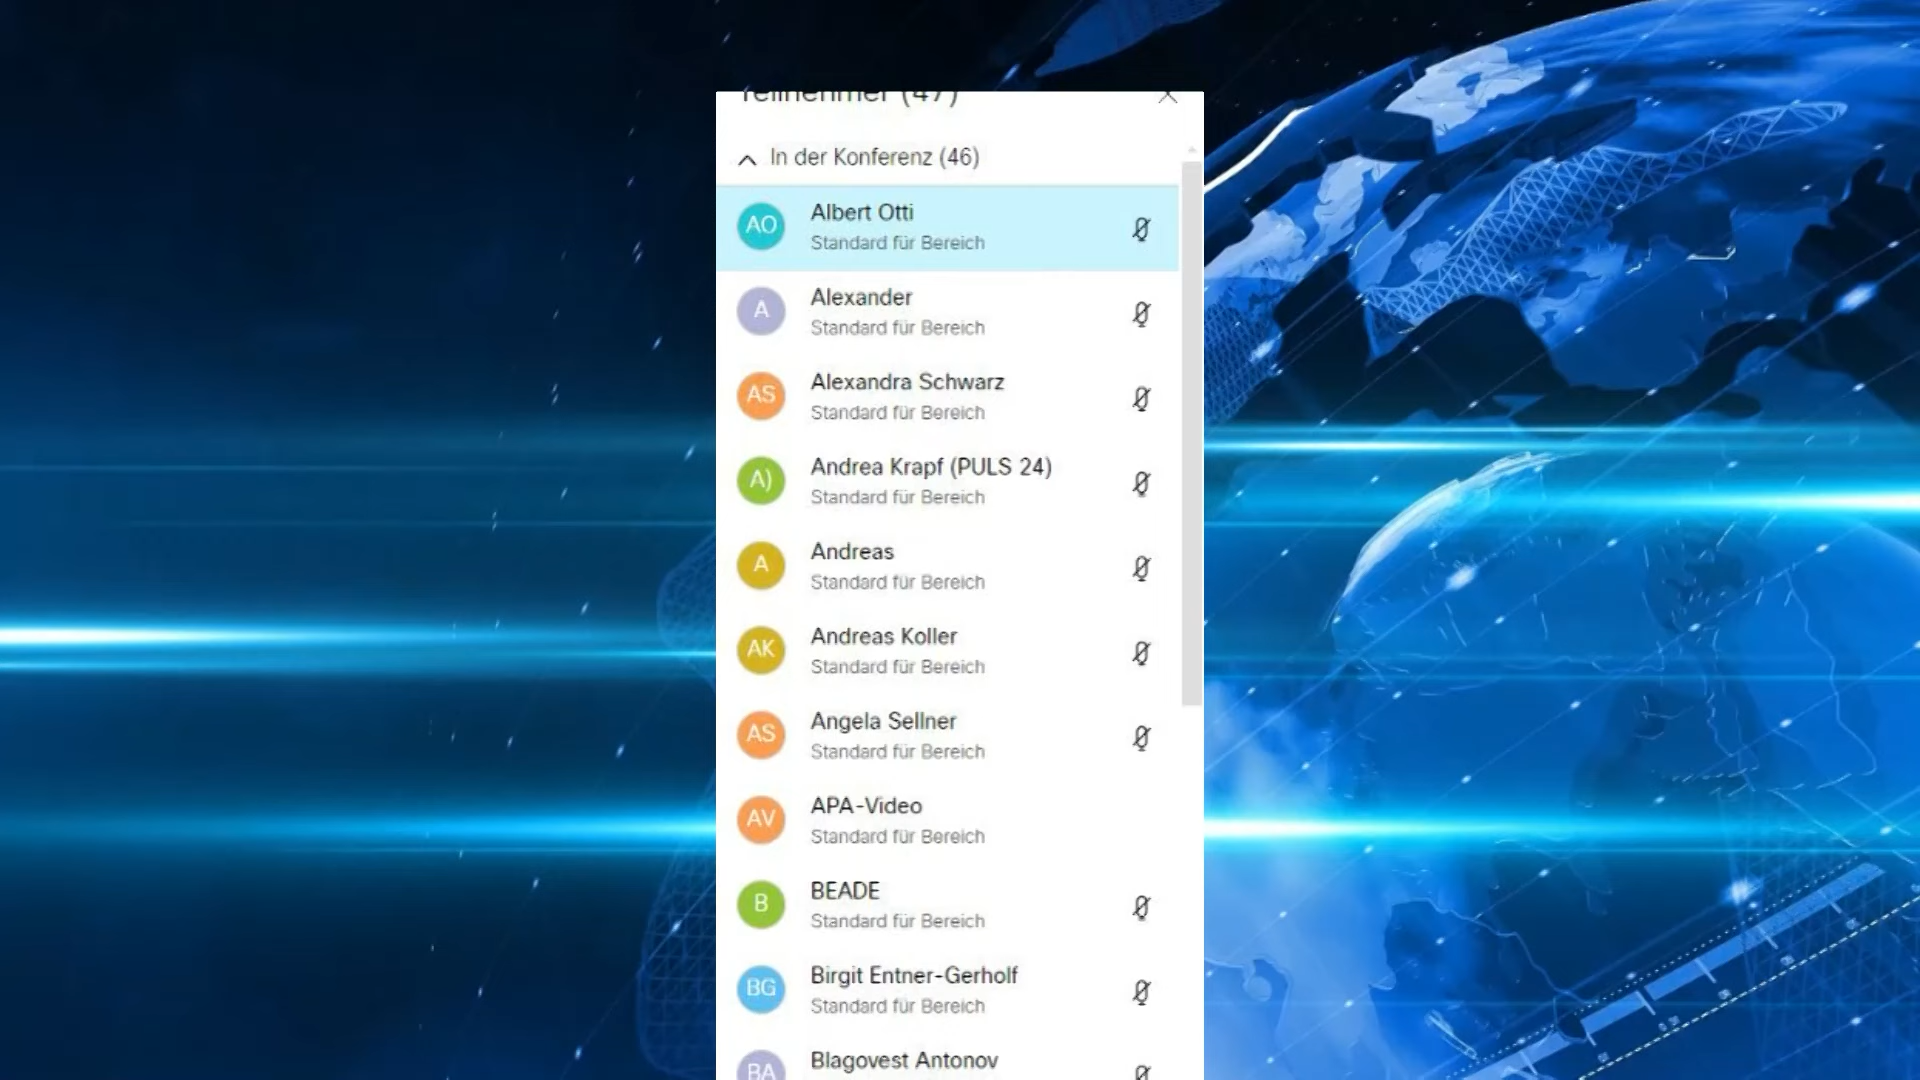 Teilnehmer (47)
In der Konferenz (46)
AO
Albert Otti
Standard für Bereich
A
Alexander
Standard für Bereich
AS
Alexandra Schwarz
Standard für Bereich
A)
Andrea Krapf (PULS 24)
Standard für Bereich
A
Andreas
Standard für Bereich
AK
Andreas Koller
Standard für Bereich
AS
Angela Sellner
Standard für Bereich
AV
APA-Video
Standard für Bereich
B
BEADE
Standard für Bereich
BG
Birgit Entner-Gerholf
Standard für Bereich
BA
Blagovest Antonov